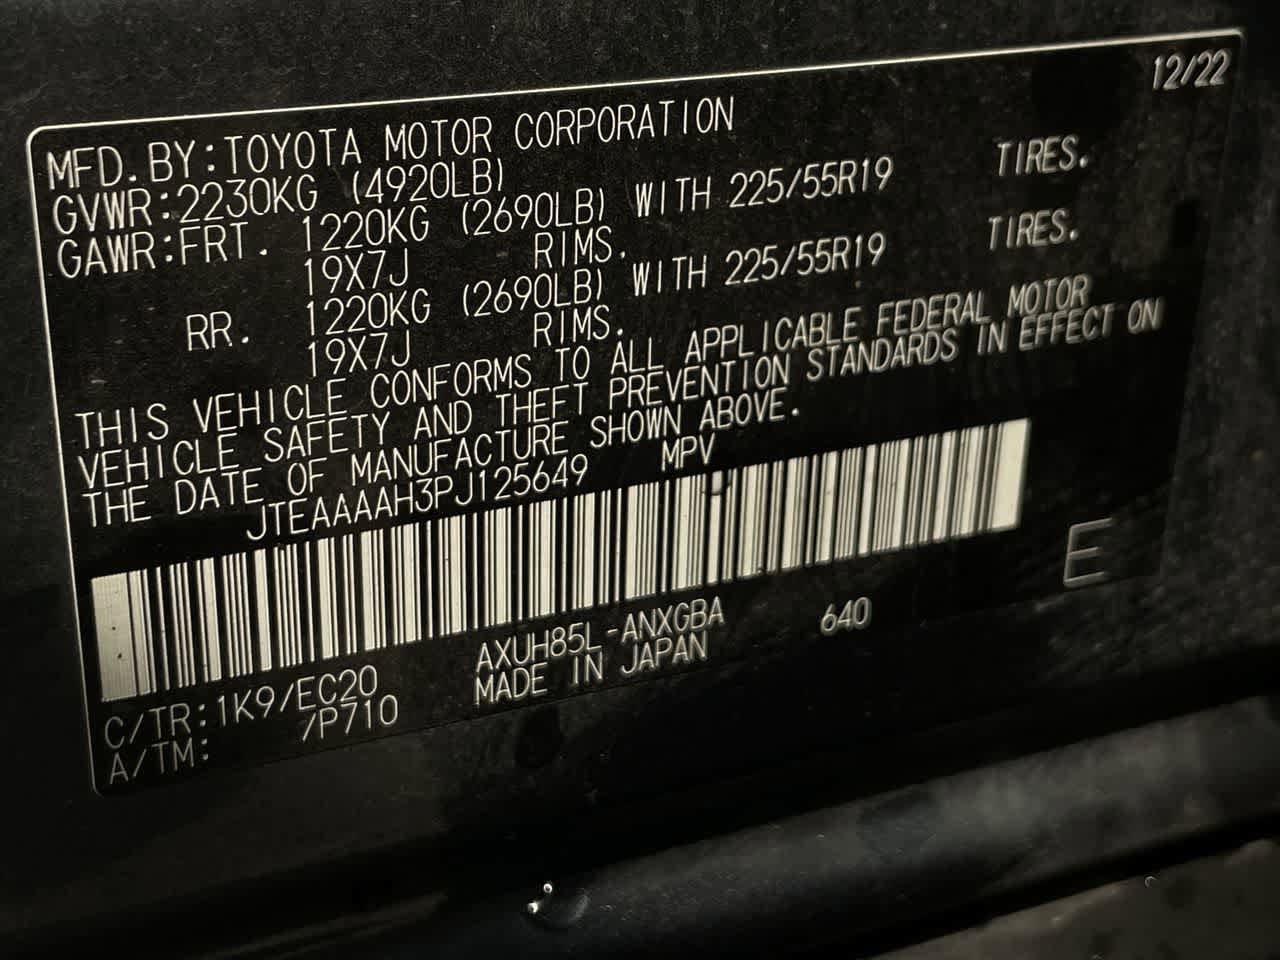 12/22
MFD. BY:TOYOTA MOTOR CORPORATION
GVWR:2230KG (4920LB)
GAWR:FRT. 1220KG (2690LB) WITH 225/55R19 TIRES.
19X7J RIMS.
RR. 1220KG (2690LB) WITH 225/55R19 TIRES.
19X7J RIMS.
THIS VEHICLE CONFORMS TO ALL APPLICABLE FEDERAL MOTOR
VEHICLE SAFETY AND THEFT PREVENTION STANDARDS IN EFFECT ON
THE DATE OF MANUFACTURE SHOWN ABOVE.
JTEAAAAH3PJ125649 MPV
E
AXUH85L-ANXGBA 640
MADE IN JAPAN
C/TR:1K9/EC20
A/TM: /P710